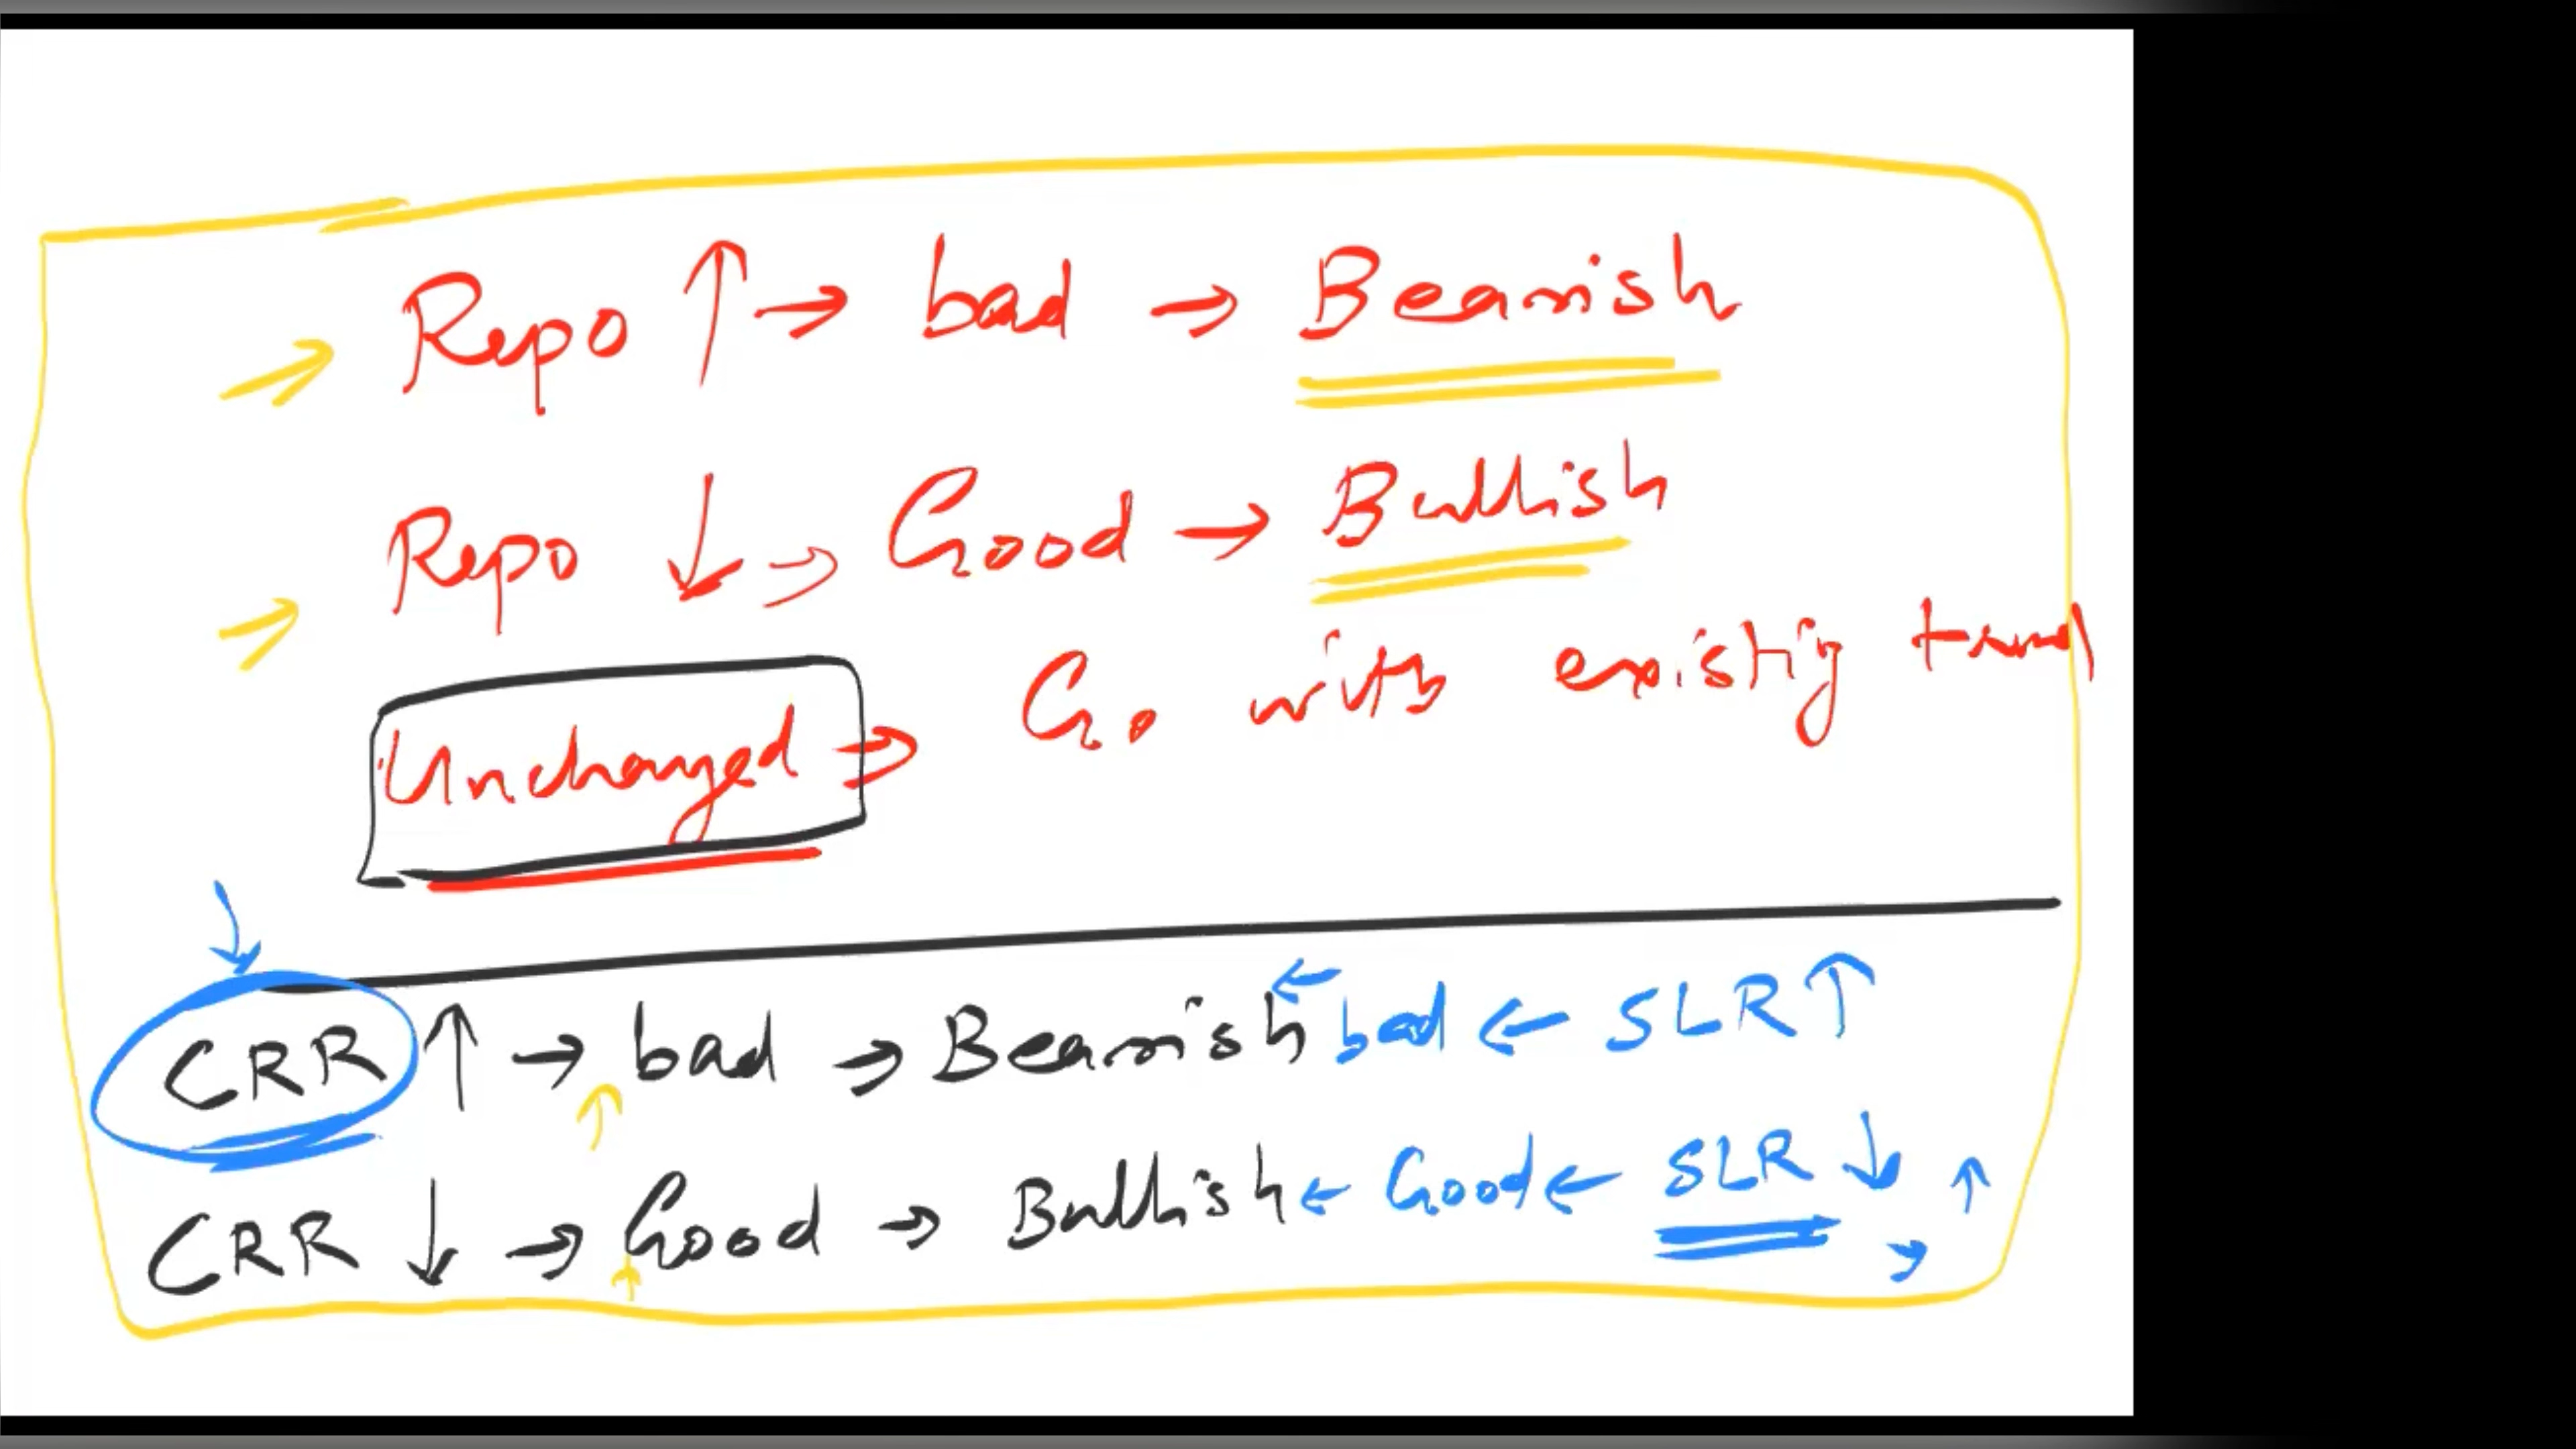 Repo ↑ → bad → Bearish
Repo ↓ → Good → Bullish
Unchanged → Go with existing trend
CRR ↑ → bad → Bearish ← bad ← SLR ↑
CRR ↓ → Good → Bullish ← Good ← SLR ↓